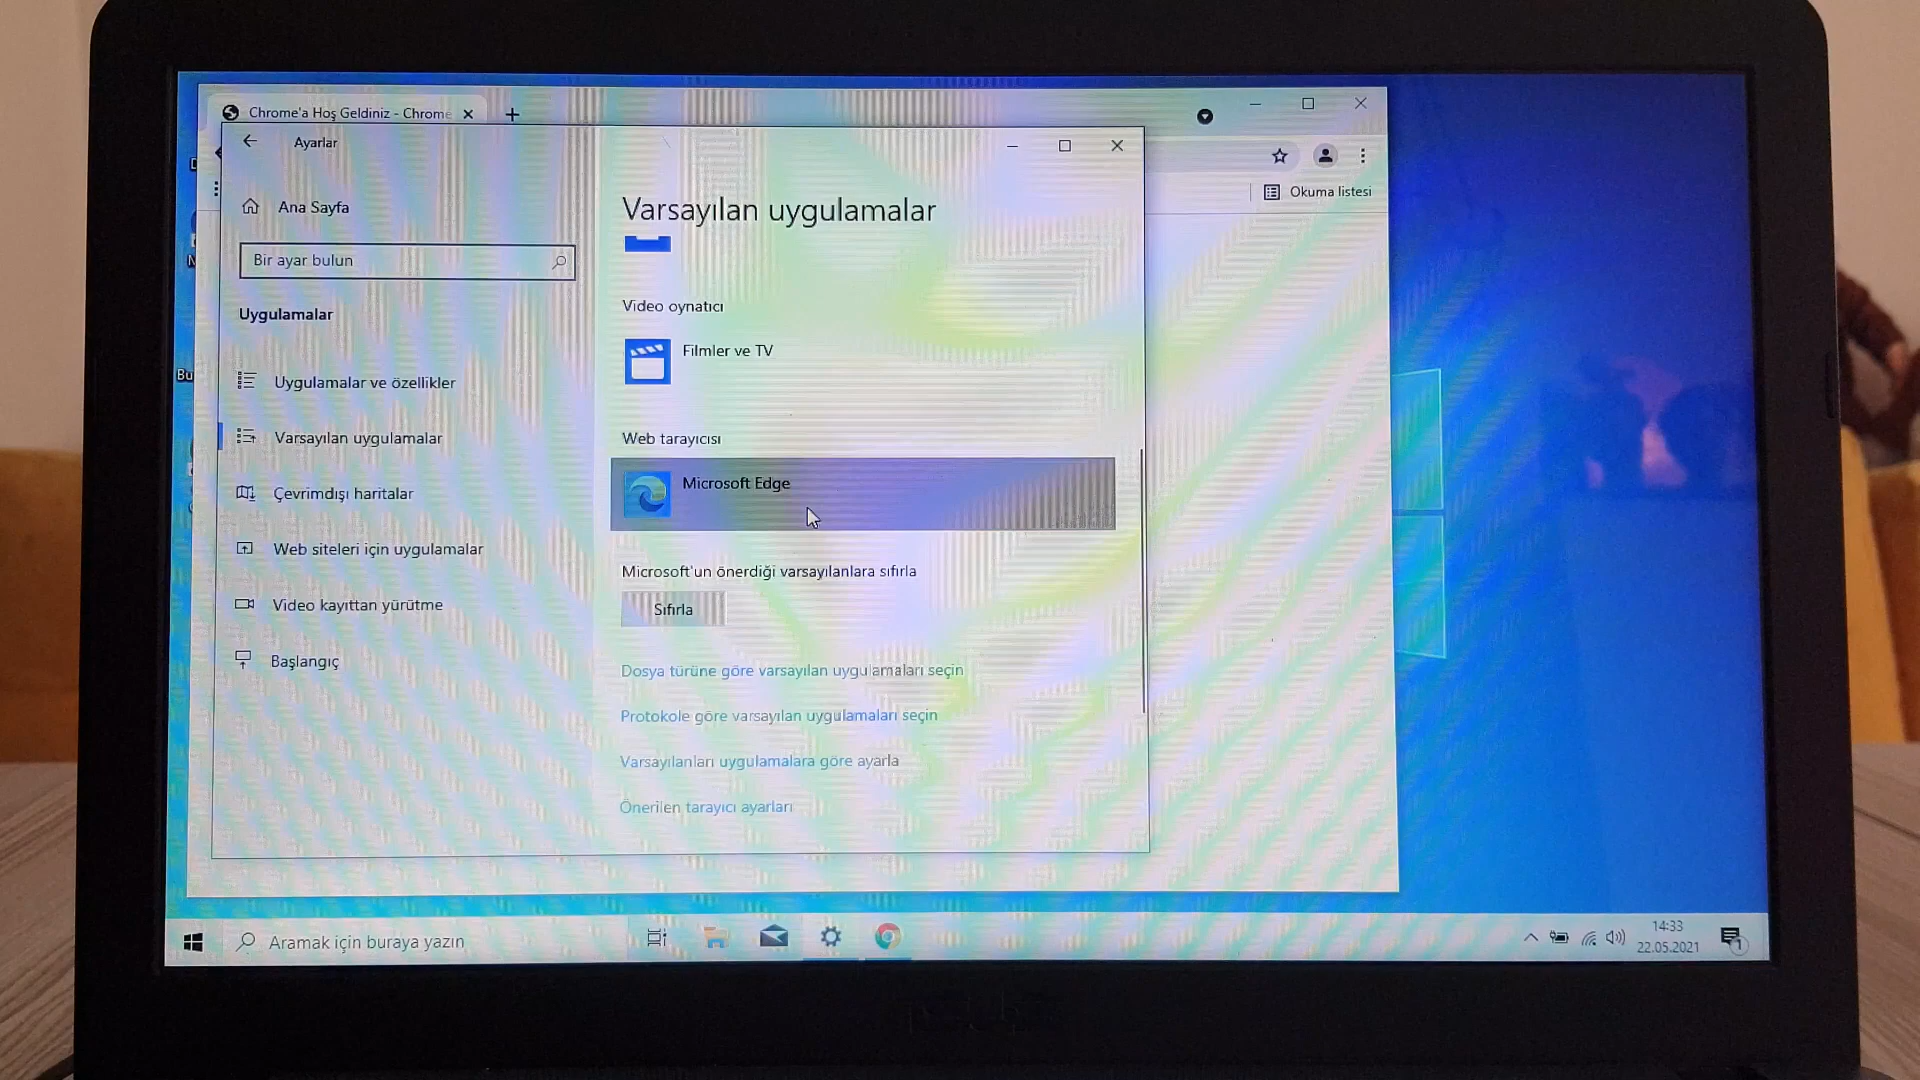 Chrome'a Hoş Geldiniz - Chrome
Ayarlar
Okuma listesi
Ana Sayfa
Bir ayar bulun
Uygulamalar
Uygulamalar ve özellikler
Varsayılan uygulamalar
Çevrimdışı haritalar
Web siteleri için uygulamalar
Video kayıttan yürütme
Başlangıç
Varsayılan uygulamalar
Video oynatıcı
Filmler ve TV
Web tarayıcısı
Microsoft Edge
Microsoft'un önerdiği varsayılanlara sıfırla
Sıfırla
Dosya türüne göre varsayılan uygulamaları seçin
Protokole göre varsayılan uygulamaları seçin
Varsayılanları uygulamalara göre ayarla
Önerilen tarayıcı ayarları
Aramak için buraya yazın
14:33
22.05.2021
1